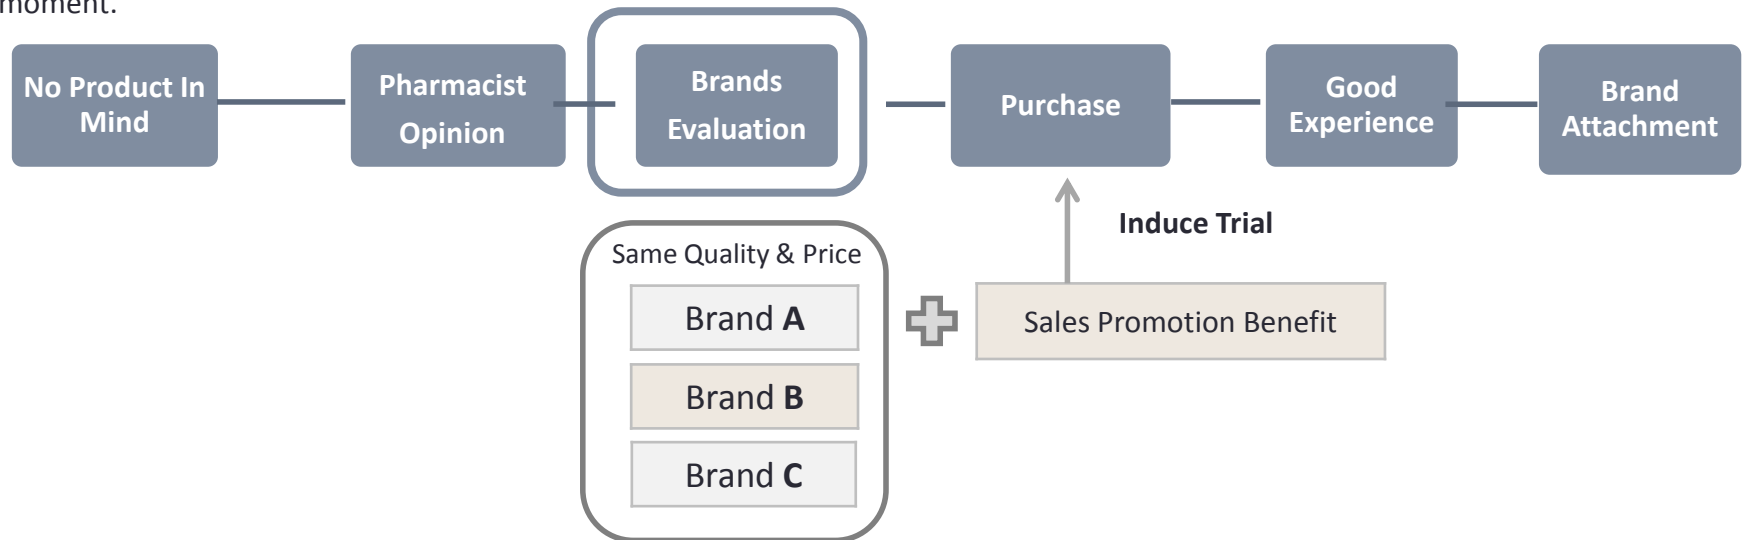 moment.
No Product In
Mind
Pharmacist
Opinion
Brands
Evaluation
Purchase
Good
Experience
Brand
Attachment
Induce Trial
Same Quality & Price
Brand A
Sales Promotion Benefit
Brand B
Brand C